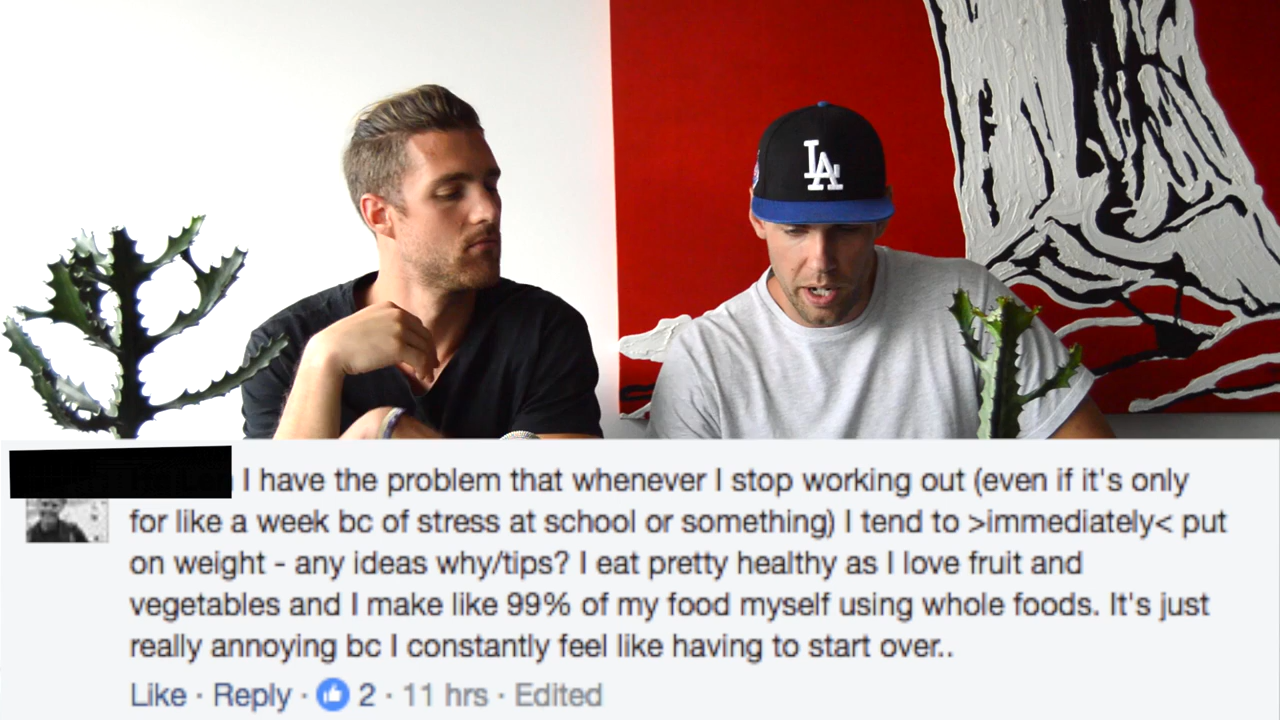 LA
I have the problem that whenever I stop working out (even if it's only
for like a week bc of stress at school or something) I tend to >immediately< put
on weight - any ideas why/tips? I eat pretty healthy as I love fruit and
vegetables and I make like 99% of my food myself using whole foods. It's just
really annoying bc I constantly feel like having to start over..
Like · Reply · 2 · 11 hrs · Edited